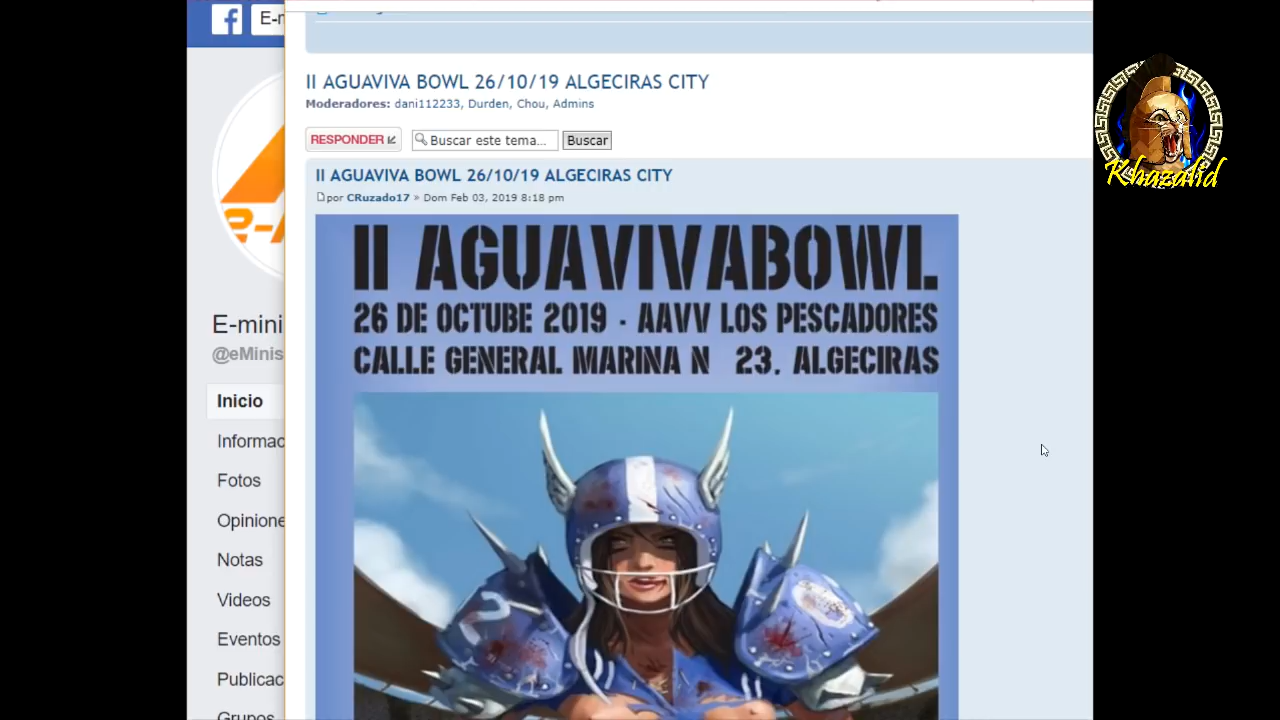 E-m
II AGUAVIVA BOWL 26/10/19 ALGECIRAS CITY
Moderadores: dani112233, Durden, Chou, Admins
RESPONDER
Buscar este tema...
Buscar
II AGUAVIVA BOWL 26/10/19 ALGECIRAS CITY
por CRuzado17 » Dom Feb 03, 2019 8:18 pm
II AGUAVIVABOWL
26 DE OCTUBE 2019 · AAVV LOS PESCADORES
CALLE GENERAL MARINA N 23. ALGECIRAS
e-
E-mini
@eMinis
Inicio
Informac
Fotos
Opinione
Notas
Videos
Eventos
Publicac
Grupos
Khazalid